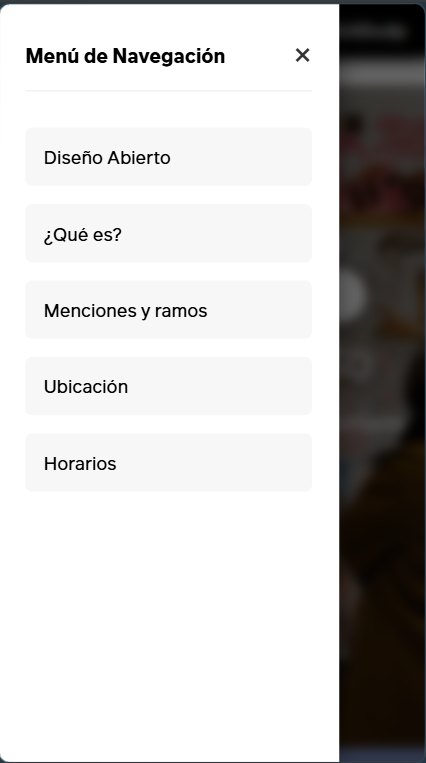 Menú de Navegación ×
Diseño Abierto
¿Qué es?
Menciones y ramos
Ubicación
Horarios